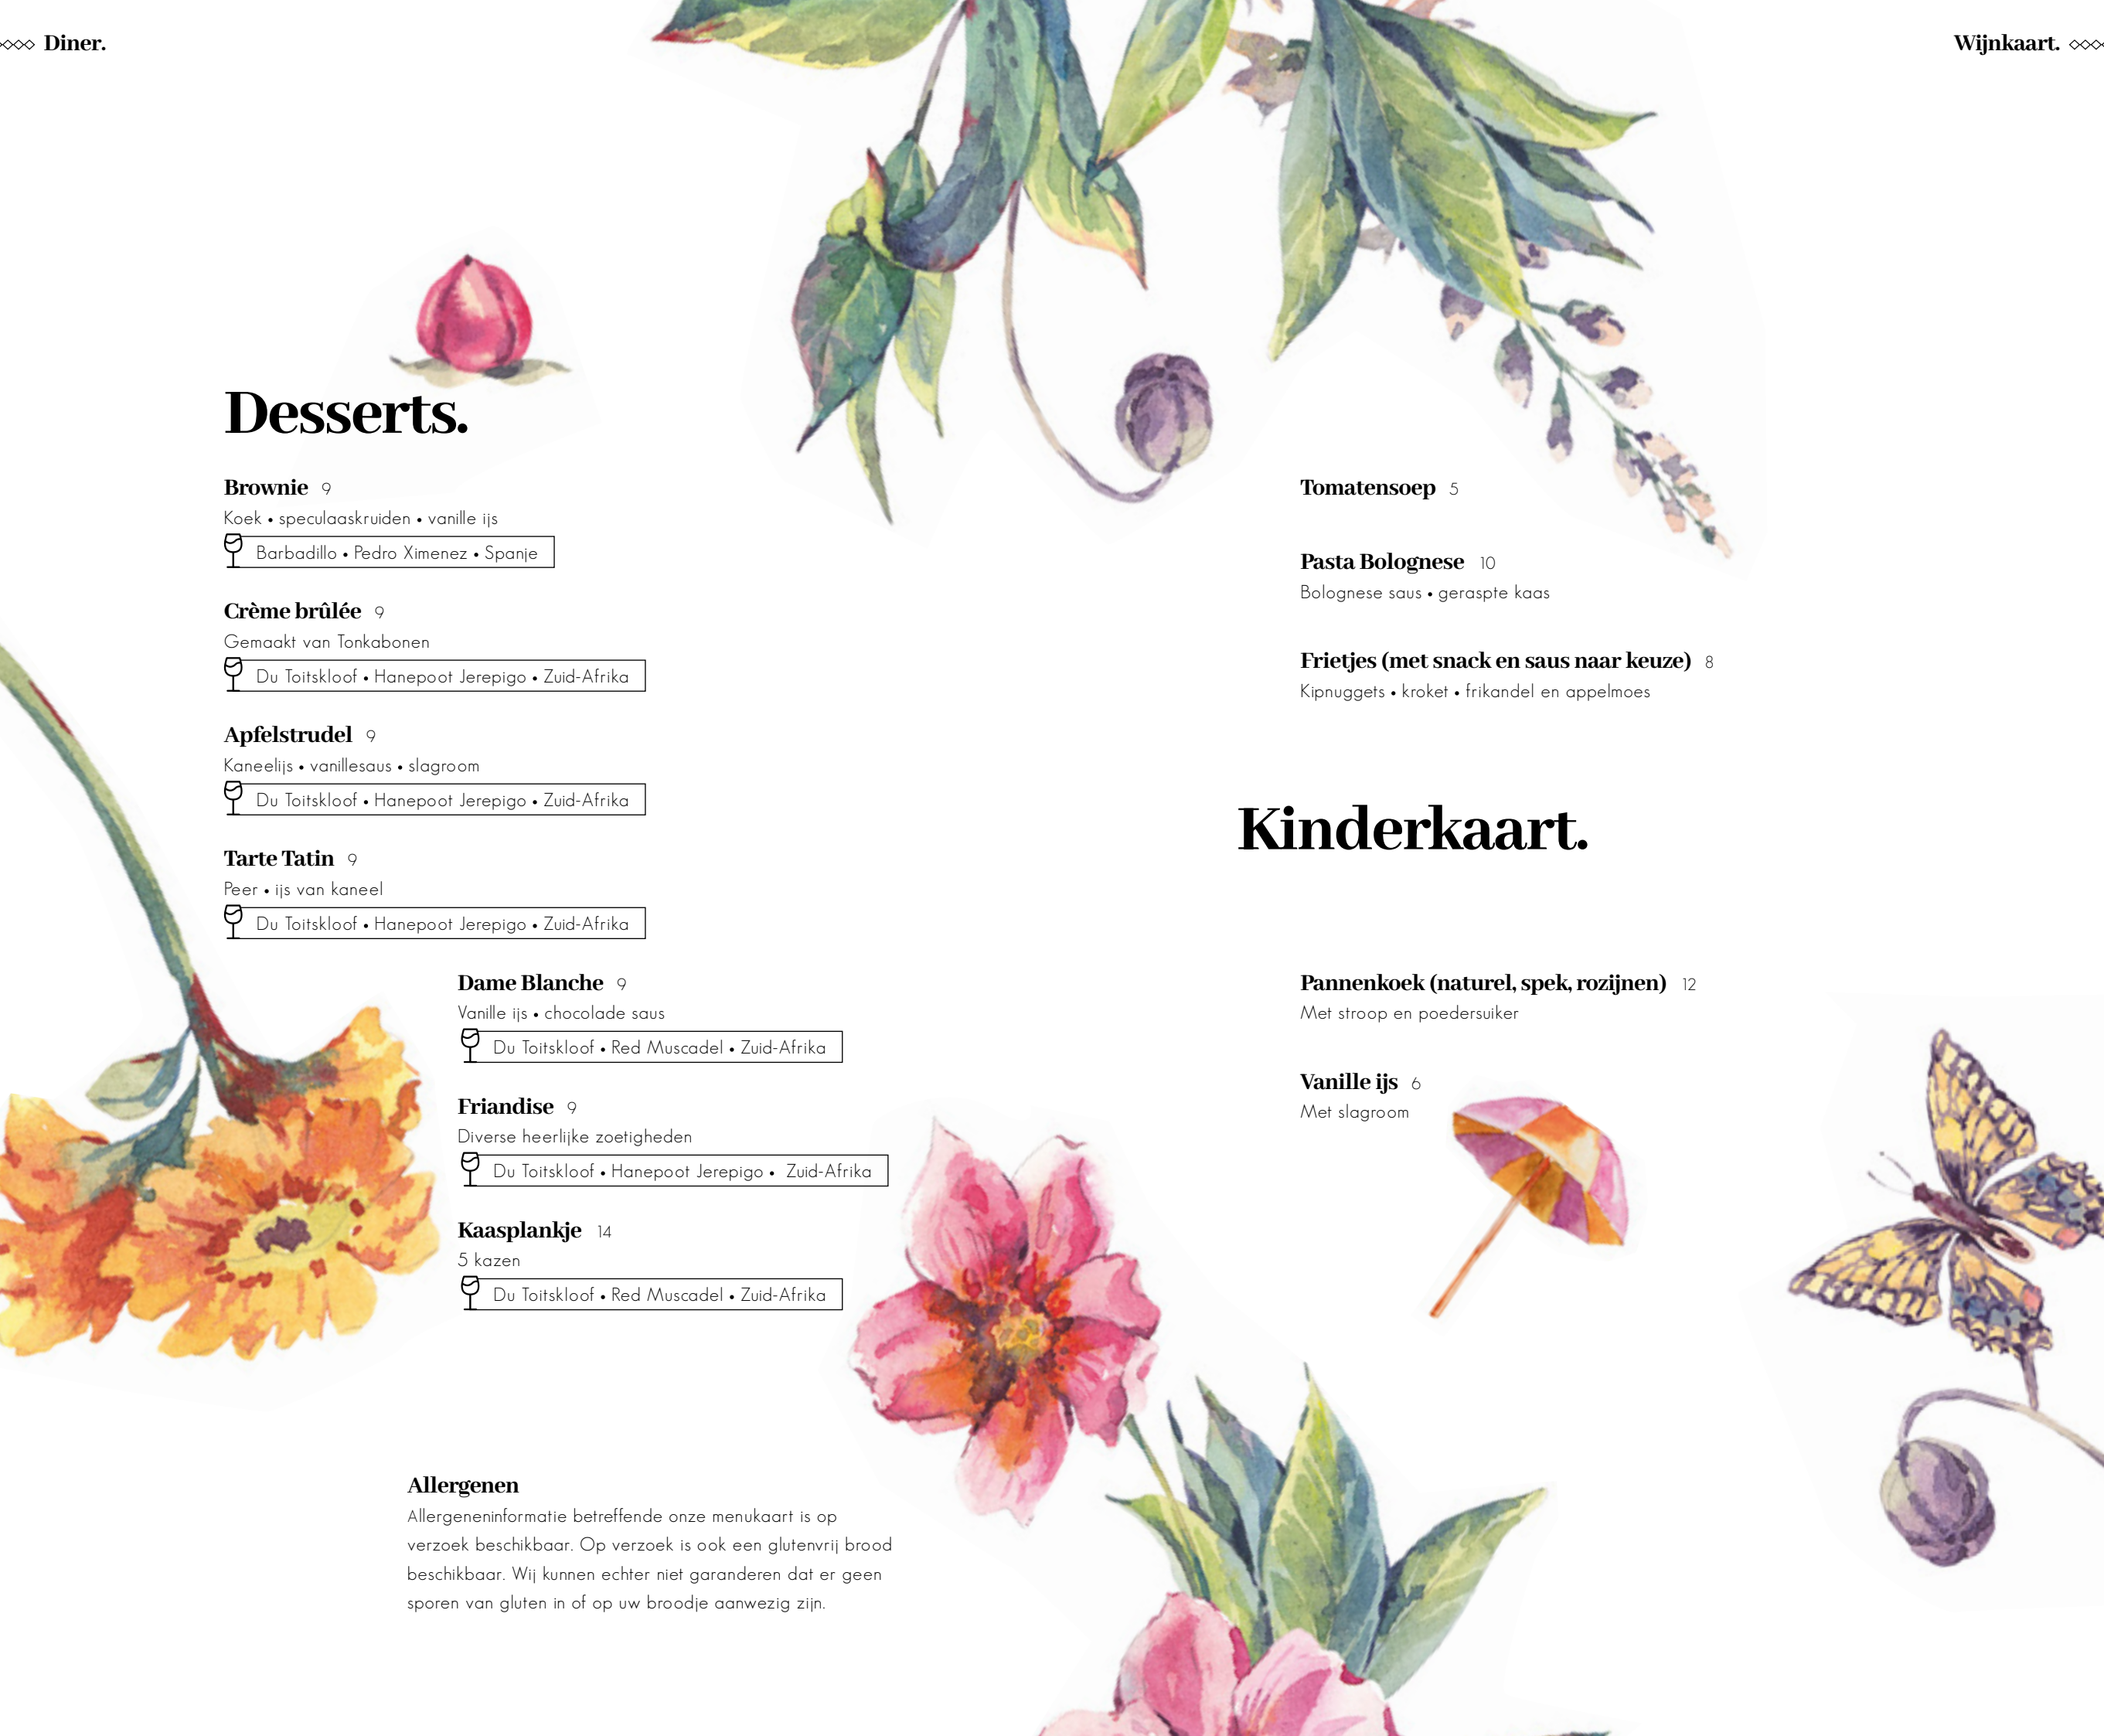 Diner.
Wijnkaart.
Desserts.
Brownie 9
Koek • speculaaskruiden • vanille ijs
Barbadillo • Pedro Ximenez • Spanje
Crème brûlée 9
Gemaakt van Tonkabonen
Du Toitskloof • Hanepoot Jerepigo • Zuid-Afrika
Apfelstrudel 9
Kaneelijs • vanillesaus • slagroom
Du Toitskloof • Hanepoot Jerepigo • Zuid-Afrika
Tarte Tatin 9
Peer • ijs van kaneel
Du Toitskloof • Hanepoot Jerepigo • Zuid-Afrika
Dame Blanche 9
Vanille ijs • chocolade saus
Du Toitskloof • Red Muscadel • Zuid-Afrika
Friandise 9
Diverse heerlijke zoetigheden
Du Toitskloof • Hanepoot Jerepigo • Zuid-Afrika
Kaasplankje 14
5 kazen
Du Toitskloof • Red Muscadel • Zuid-Afrika
Allergenen
Allergeneninformatie betreffende onze menukaart is op
verzoek beschikbaar. Op verzoek is ook een glutenvrij brood
beschikbaar. Wij kunnen echter niet garanderen dat er geen
sporen van gluten in of op uw broodje aanwezig zijn.
Tomatensoep 5
Pasta Bolognese 10
Bolognese saus • geraspte kaas
Frietjes (met snack en saus naar keuze) 8
Kipnuggets • kroket • frikandel en appelmoes
Kinderkaart.
Pannenkoek (naturel, spek, rozijnen) 12
Met stroop en poedersuiker
Vanille ijs 6
Met slagroom